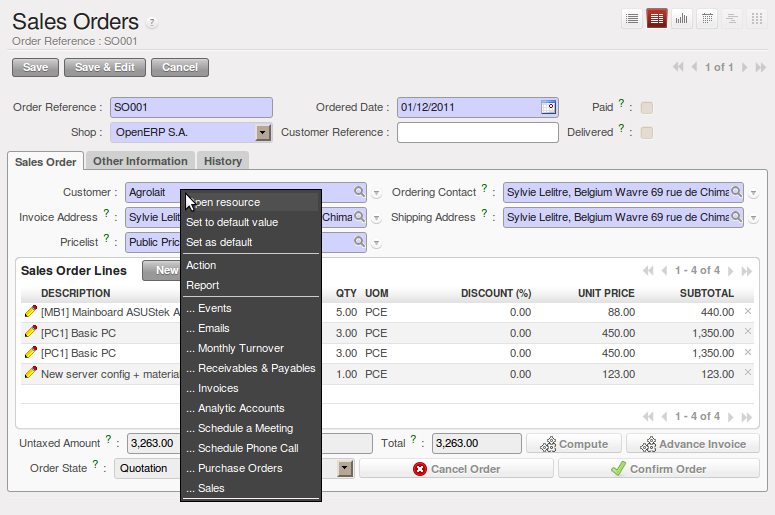 Sales Orders ?
Order Reference : SO001
Save Save & Edit Cancel 1 of 1
Order Reference : SO001 Ordered Date : 01/12/2011 Paid ? :
Shop : OpenERP S.A. Customer Reference : Delivered ? :
Sales Order Other Information History
Customer : Agrolait Ordering Contact ? : Sylvie Lelitre, Belgium Wavre 69 rue de Chima
Invoice Address ? : Sylvie Lelit Chima Shipping Address ? : Sylvie Lelitre, Belgium Wavre 69 rue de Chima
Pricelist ? : Public Pric
Open resource
Set to default value
Set as default
Action
Report
... Events
... Emails
... Monthly Turnover
... Receivables & Payables
... Invoices
... Analytic Accounts
... Schedule a Meeting
... Schedule Phone Call
... Purchase Orders
... Sales
Sales Order Lines New 1 - 4 of 4
DESCRIPTION QTY UOM DISCOUNT (%) UNIT PRICE SUBTOTAL
[MB1] Mainboard ASUStek A 5.00 PCE 0.00 88.00 440.00
[PC1] Basic PC 3.00 PCE 0.00 450.00 1,350.00
[PC1] Basic PC 3.00 PCE 0.00 450.00 1,350.00
New server config + material 1.00 PCE 0.00 123.00 123.00
1 - 4 of 4
Untaxed Amount ? : 3,263.00 Total ? : 3,263.00 Compute Advance Invoice
Order State ? : Quotation Cancel Order Confirm Order